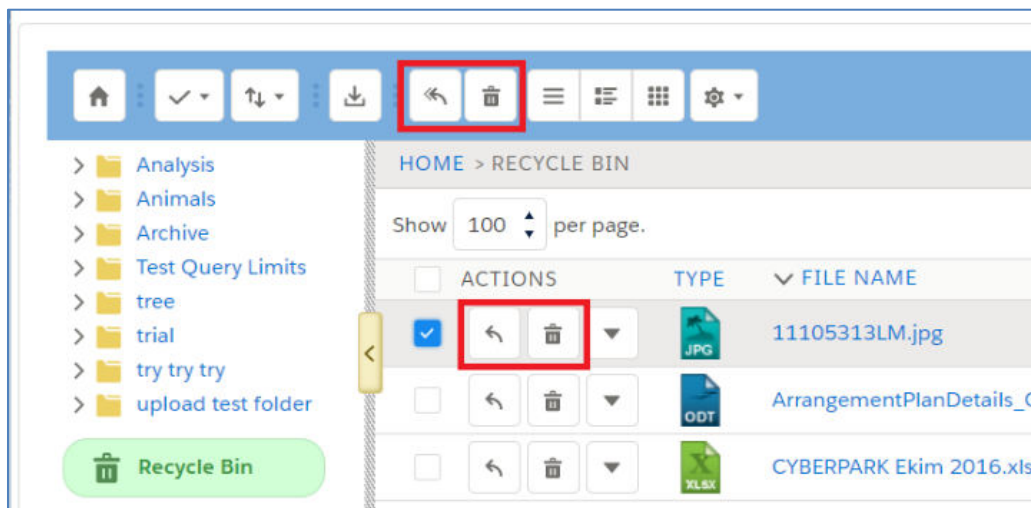 Analysis
Animals
Archive
Test Query Limits
tree
trial
try try try
upload test folder
Recycle Bin
HOME > RECYCLE BIN
Show 100 per page.
ACTIONS TYPE FILE NAME
JPG 11105313LM.jpg
ODT ArrangementPlanDetails_
XLSX CYBERPARK Ekim 2016.xls